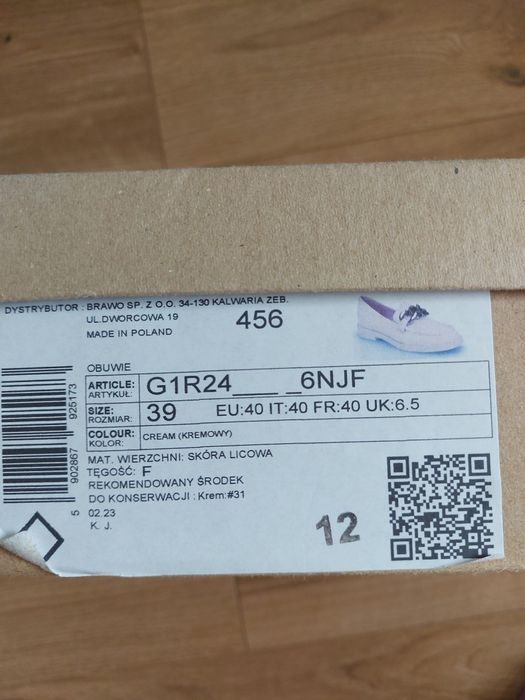 DYSTRYBUTOR : BRAWO SP. Z O.O. 34-130 KALWARIA ZEB.
UL.DWORCOWA 19
456
MADE IN POLAND
OBUWIE
ARTICLE:
ARTYKUŁ:
G1R24___ _6NJF
SIZE:
ROZMIAR:
39 EU:40 IT:40 FR:40 UK:6.5
COLOUR:
KOLOR:
CREAM (KREMOWY)
MAT. WIERZCHNI: SKÓRA LICOWA
TĘGOŚĆ: F
REKOMENDOWANY ŚRODEK
DO KONSERWACJI : Krem:#31
02.23
K. J.
12
5 902867 925173